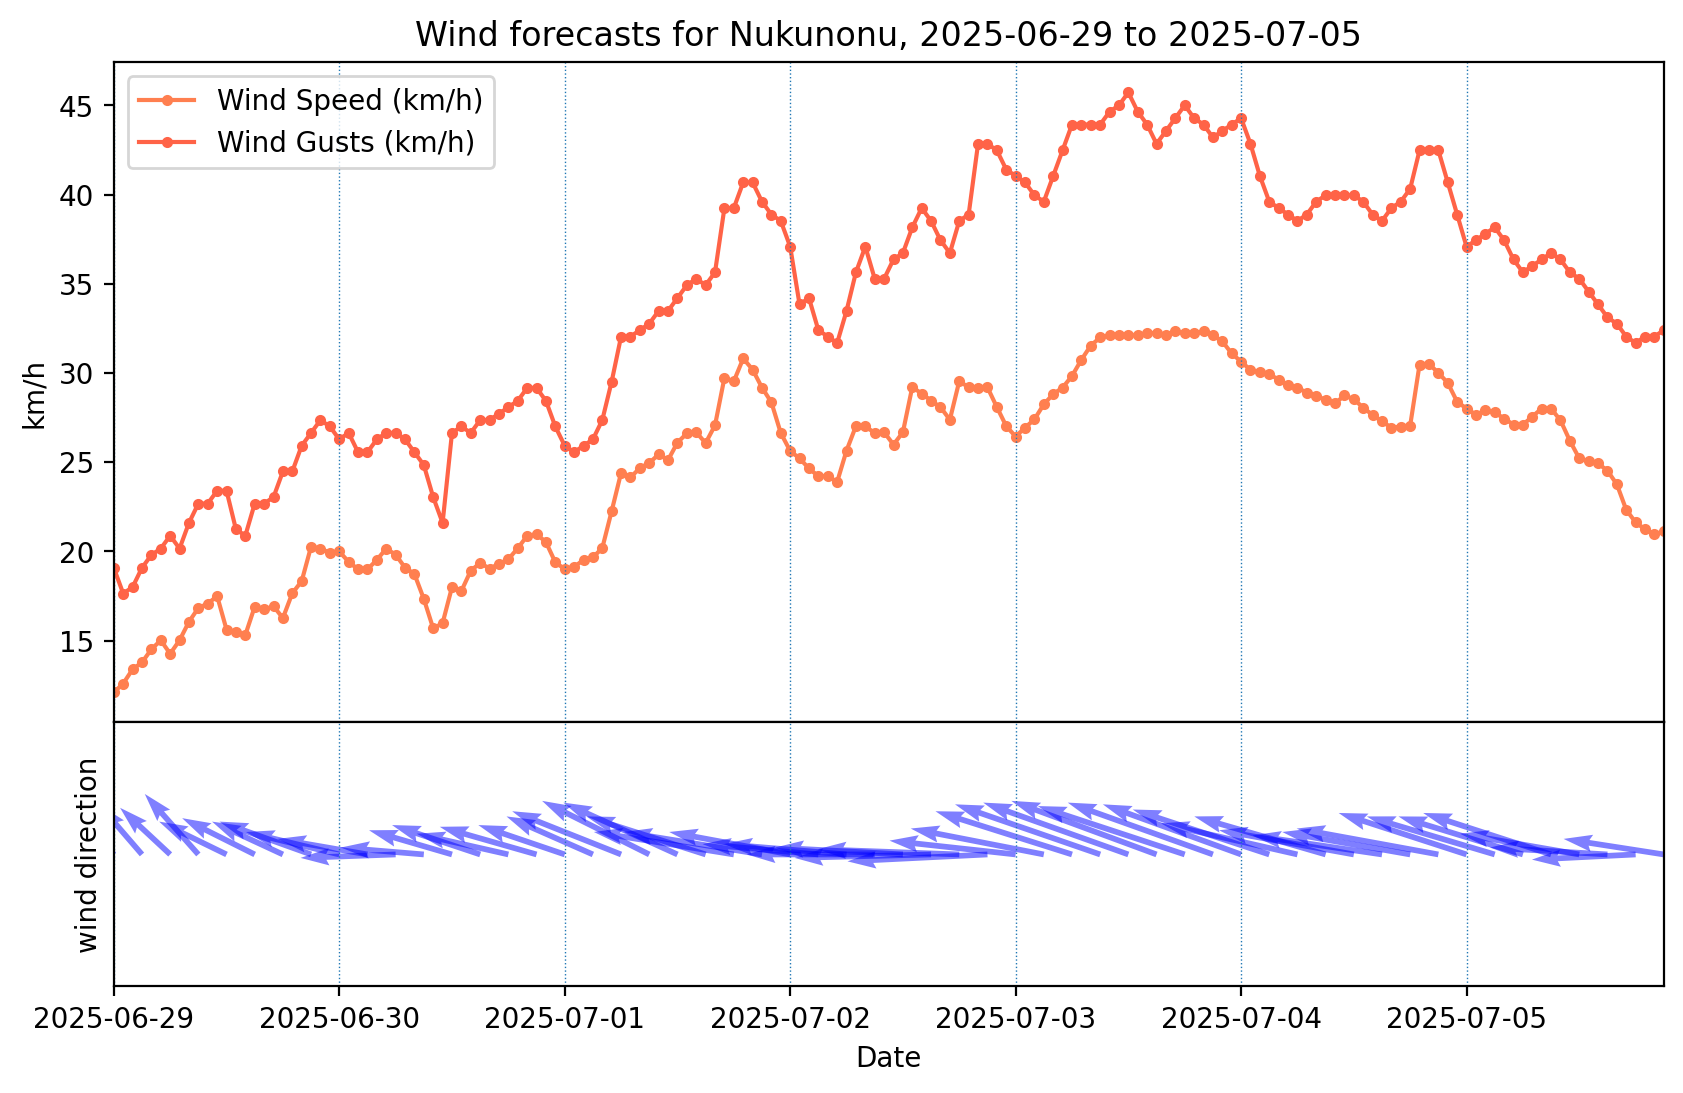 Wind forecasts for Nukunonu, 2025-06-29 to 2025-07-05
Wind Speed (km/h)
Wind Gusts (km/h)
45
40
35
30
25
20
15
km/h
wind direction
2025-06-29 2025-06-30 2025-07-01 2025-07-02 2025-07-03 2025-07-04 2025-07-05
Date